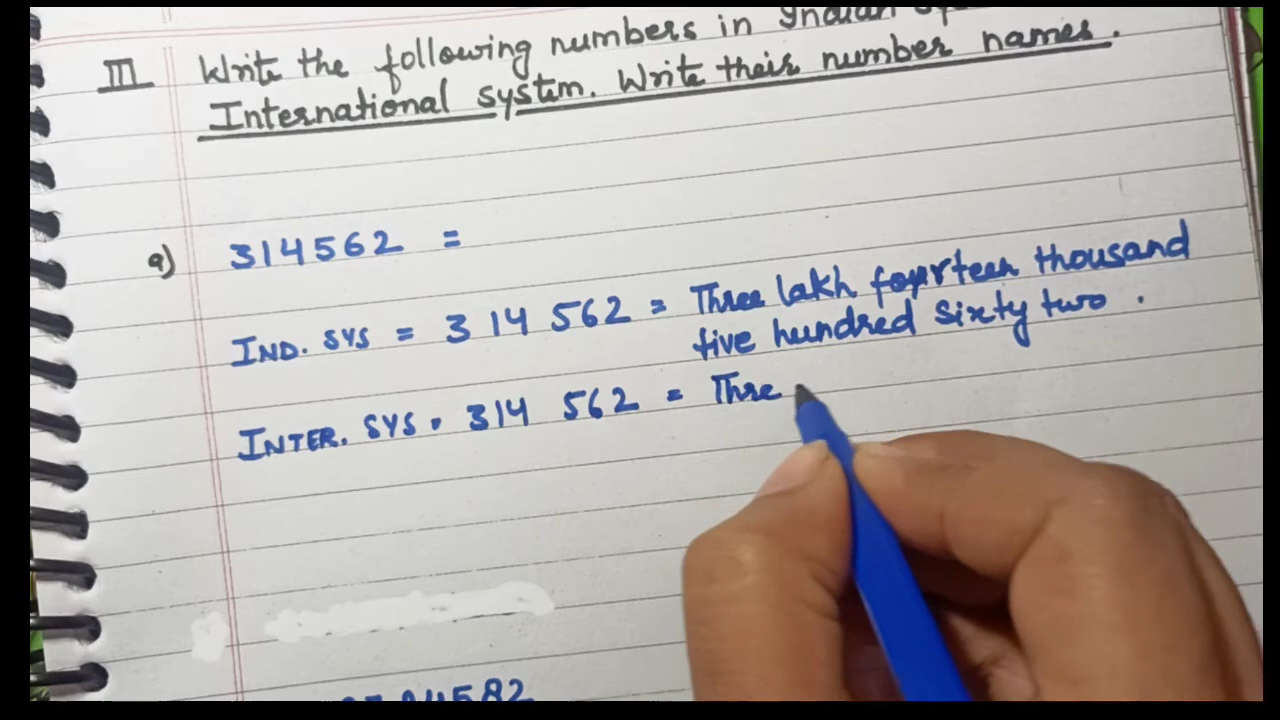 III Write the following numbers in Indian
International system. Write their number names.
a) 314562 =
IND. SYS = 3 14 562 = Three lakh fourteen thousand
five hundred sixty two.
INTER. SYS. 314 562 = Thre